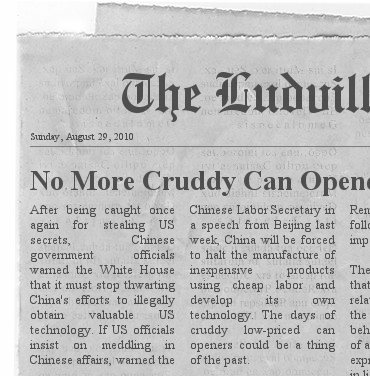 The Ludvill
Sunday, August 29, 2010
No More Cruddy Can Opene
After being caught once
again for stealing US
secrets, Chinese
government officials
warned the White House
that it must stop thwarting
China's efforts to illegally
obtain valuable US
technology. If US officials
insist on meddling in
Chinese affairs, warned the
Chinese Labor Secretary in
a speech from Beijing last
week, China will be forced
to halt the manufacture of
inexpensive products
using cheap labor and
develop its own
technology. The days of
cruddy low-priced can
openers could be a thing
of the past.
Ren
follo
imp
The
that
rela
the
beh
of a
expr
in li